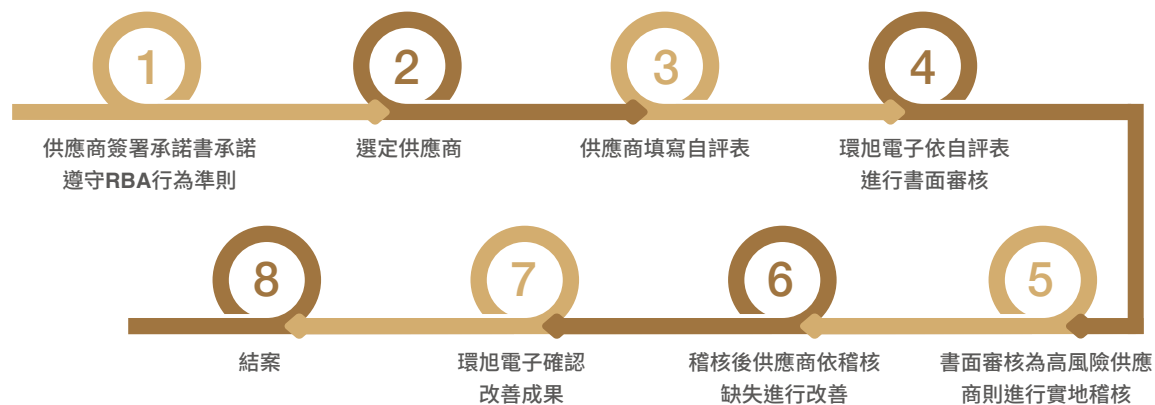 1
供應商簽署承諾書承諾
遵守RBA行為準則
2
選定供應商
3
供應商填寫自評表
4
環旭電子依自評表
進行書面審核
5
書面審核為高風險供應
商則進行實地稽核
6
稽核後供應商依稽核
缺失進行改善
7
環旭電子確認
改善成果
8
結案